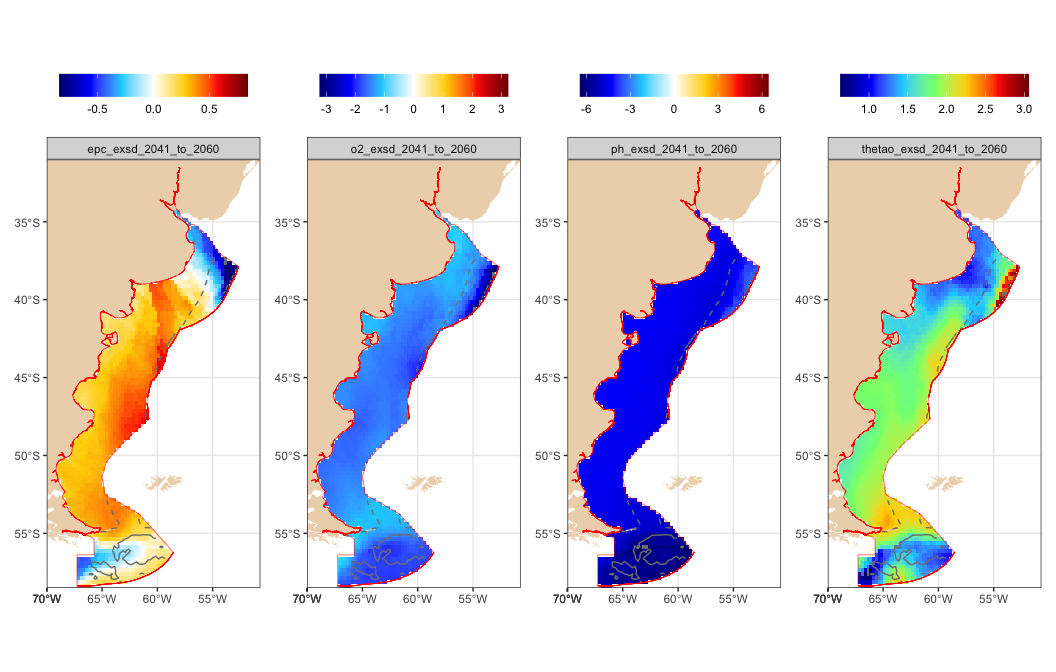 -0.5 0.0 0.5
-3 -2 -1 0 1 2 3
-6 -3 0 3 6
1.0 1.5 2.0 2.5 3.0
epc_exsd_2041_to_2060
o2_exsd_2041_to_2060
ph_exsd_2041_to_2060
thetao_exsd_2041_to_2060
35°S 35°S 35°S 35°S
40°S 40°S 40°S 40°S
45°S 45°S 45°S 45°S
50°S 50°S 50°S 50°S
55°S 55°S 55°S 55°S
70°W 65°W 60°W 55°W
70°W 65°W 60°W 55°W
70°W 65°W 60°W 55°W
70°W 65°W 60°W 55°W